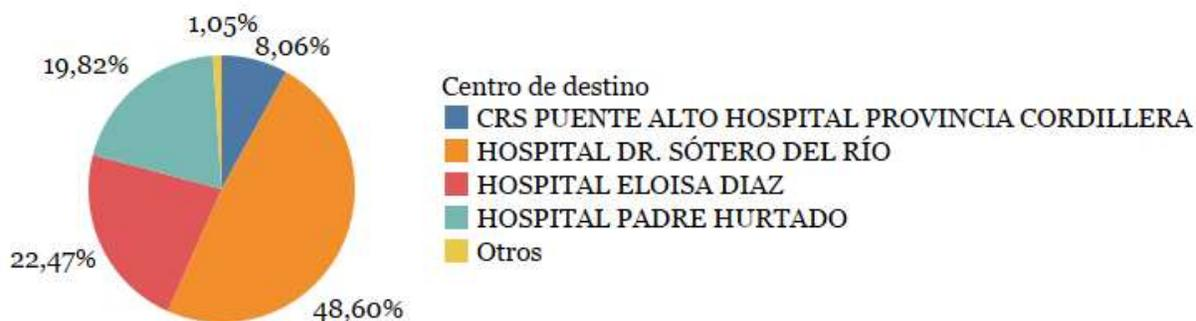 1,05%
8,06%
19,82%
22,47%
48,60%
Centro de destino
CRS PUENTE ALTO HOSPITAL PROVINCIA CORDILLERA
HOSPITAL DR. SÓTERO DEL RÍO
HOSPITAL ELOISA DIAZ
HOSPITAL PADRE HURTADO
Otros